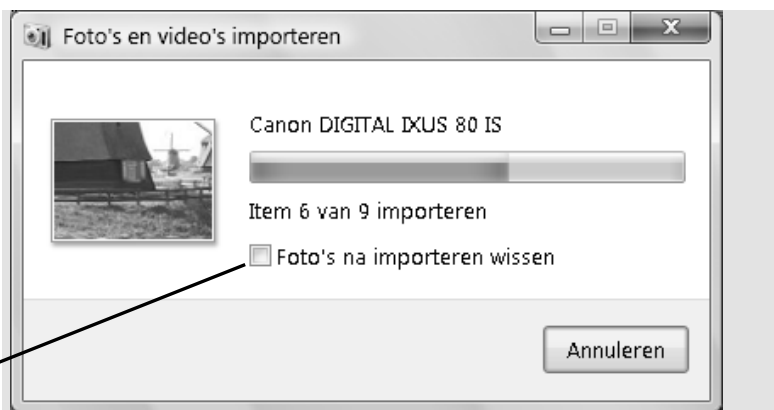 Foto's en video's importeren
Canon DIGITAL IXUS 80 IS
Item 6 van 9 importeren
Foto's na importeren wissen
Annuleren